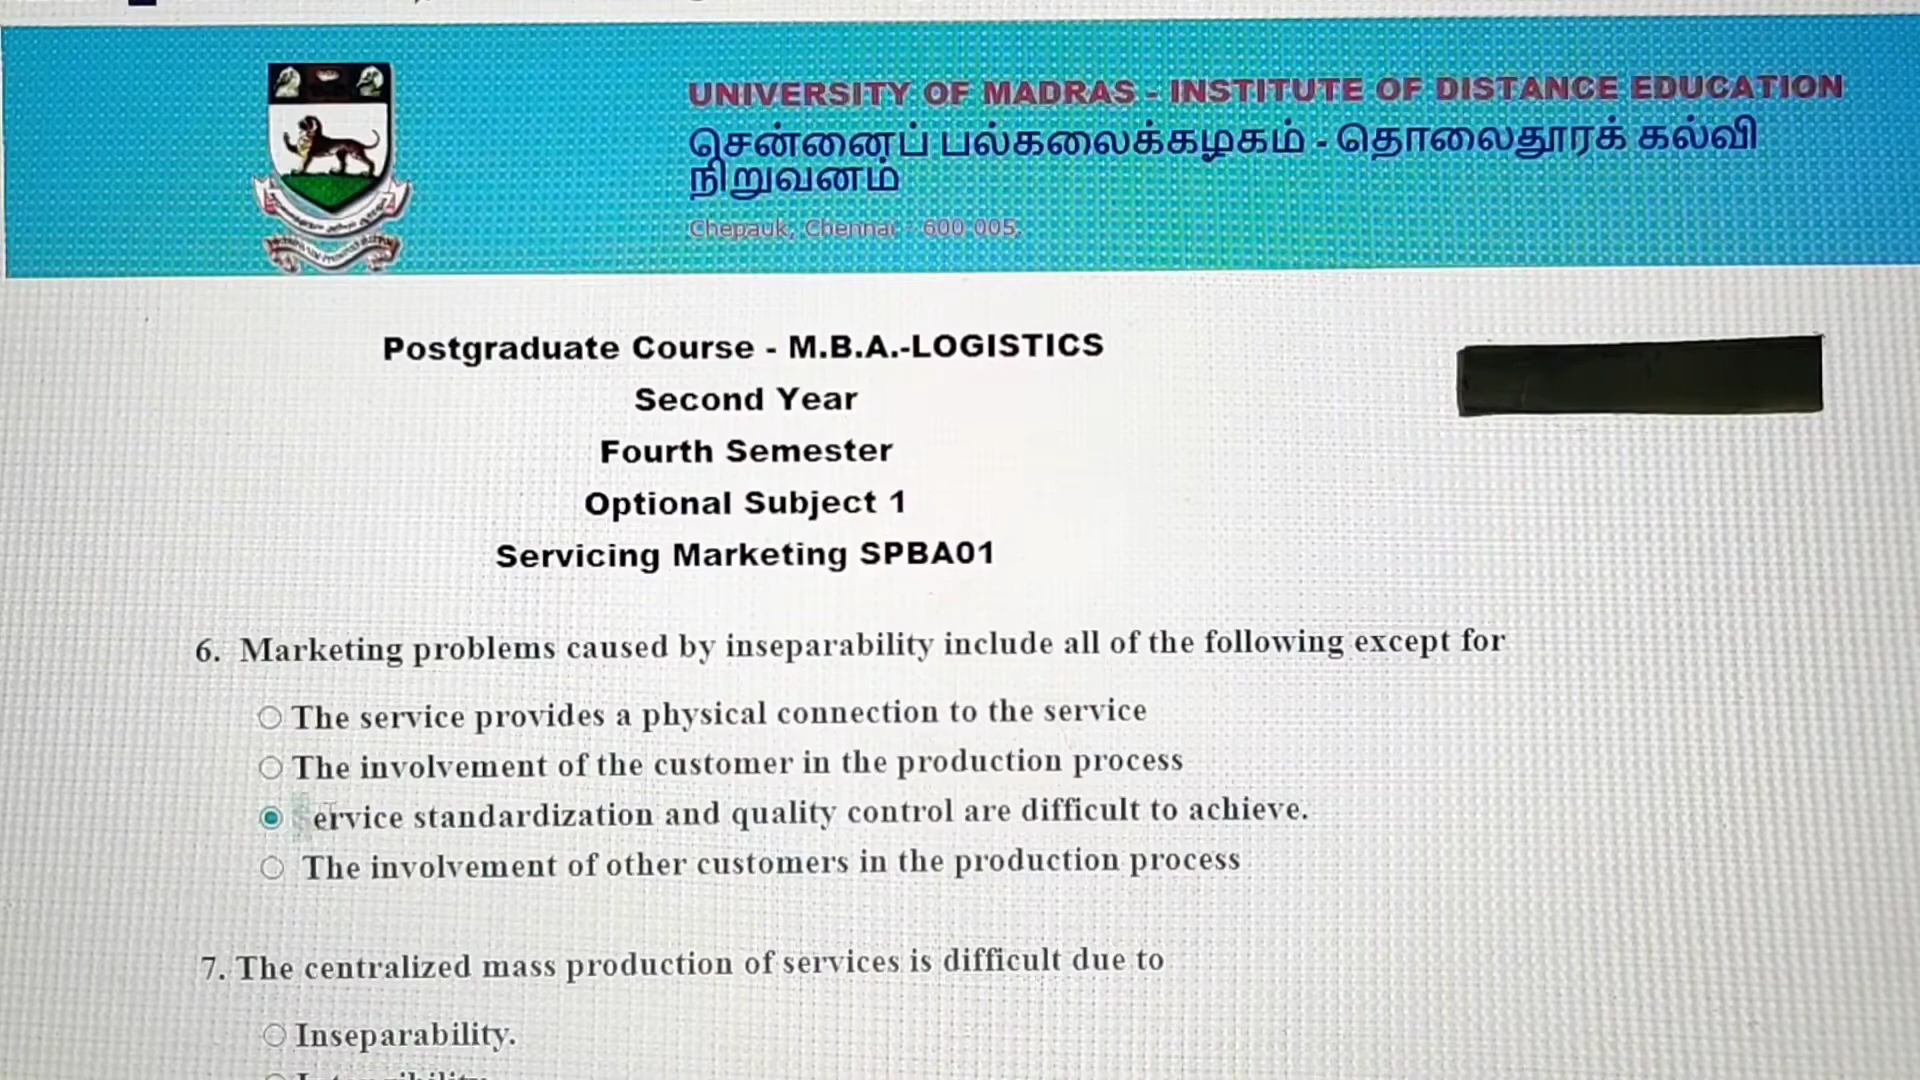 UNIVERSITY OF MADRAS - INSTITUTE OF DISTANCE EDUCATION
சென்னைப் பல்கலைக்கழகம் - தொலைதூரக் கல்வி
நிறுவனம்
Chepauk, Chennai - 600 005.
Postgraduate Course - M.B.A.-LOGISTICS
Second Year
Fourth Semester
Optional Subject 1
Servicing Marketing SPBA01
6. Marketing problems caused by inseparability include all of the following except for
The service provides a physical connection to the service
The involvement of the customer in the production process
Service standardization and quality control are difficult to achieve.
The involvement of other customers in the production process
7. The centralized mass production of services is difficult due to
Inseparability.